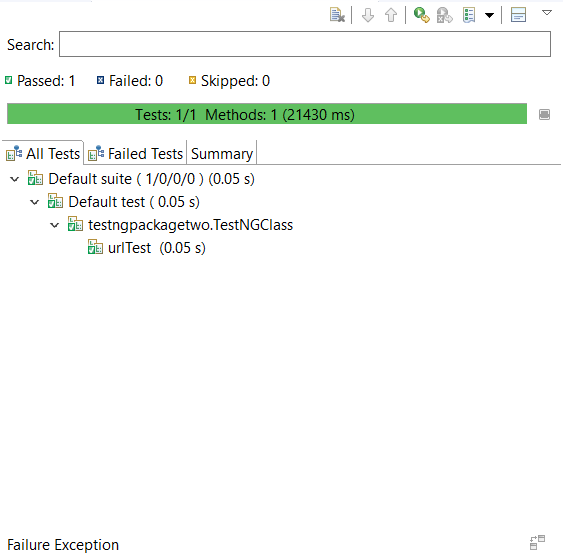 Search:
Passed: 1 Failed: 0 Skipped: 0
Tests: 1/1 Methods: 1 (21430 ms)
All Tests Failed Tests Summary
Default suite ( 1/0/0/0 ) (0.05 s)
Default test ( 0.05 s)
testngpackagetwo.TestNGClass
urlTest (0.05 s)
Failure Exception